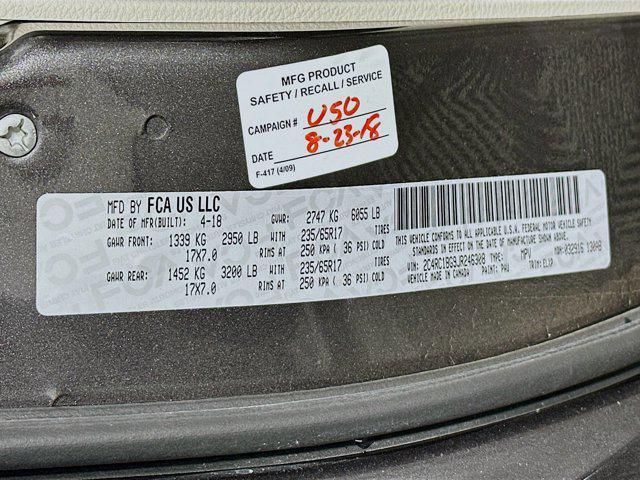 MFG PRODUCT
SAFETY / RECALL / SERVICE
CAMPAIGN # U50
DATE 8-23-18
F-417 (4/09)
MFD BY FCA US LLC
DATE OF MFR(BUILT): 4-18 GVWR: 2747 KG 6055 LB
GAWR FRONT: 1339 KG 2950 LB WITH 235/65R17 TIRES
17X7.0 RIMS AT 250 KPA ( 36 PSI) COLD
GAWR REAR: 1452 KG 3200 LB WITH 235/65R17 TIRES
17X7.0 RIMS AT 250 KPA ( 36 PSI) COLD
THIS VEHICLE CONFORMS TO ALL APPLICABLE U.S.A. FEDERAL MOTOR VEHICLE SAFETY
STANDARDS IN EFFECT ON THE DATE OF MANUFACTURE SHOWN ABOVE.
VIN: 2C4RC1BG9JR246308 TYPE: MPV
VEHICLE MADE IN CANADA PAINT: PAU TRIM: